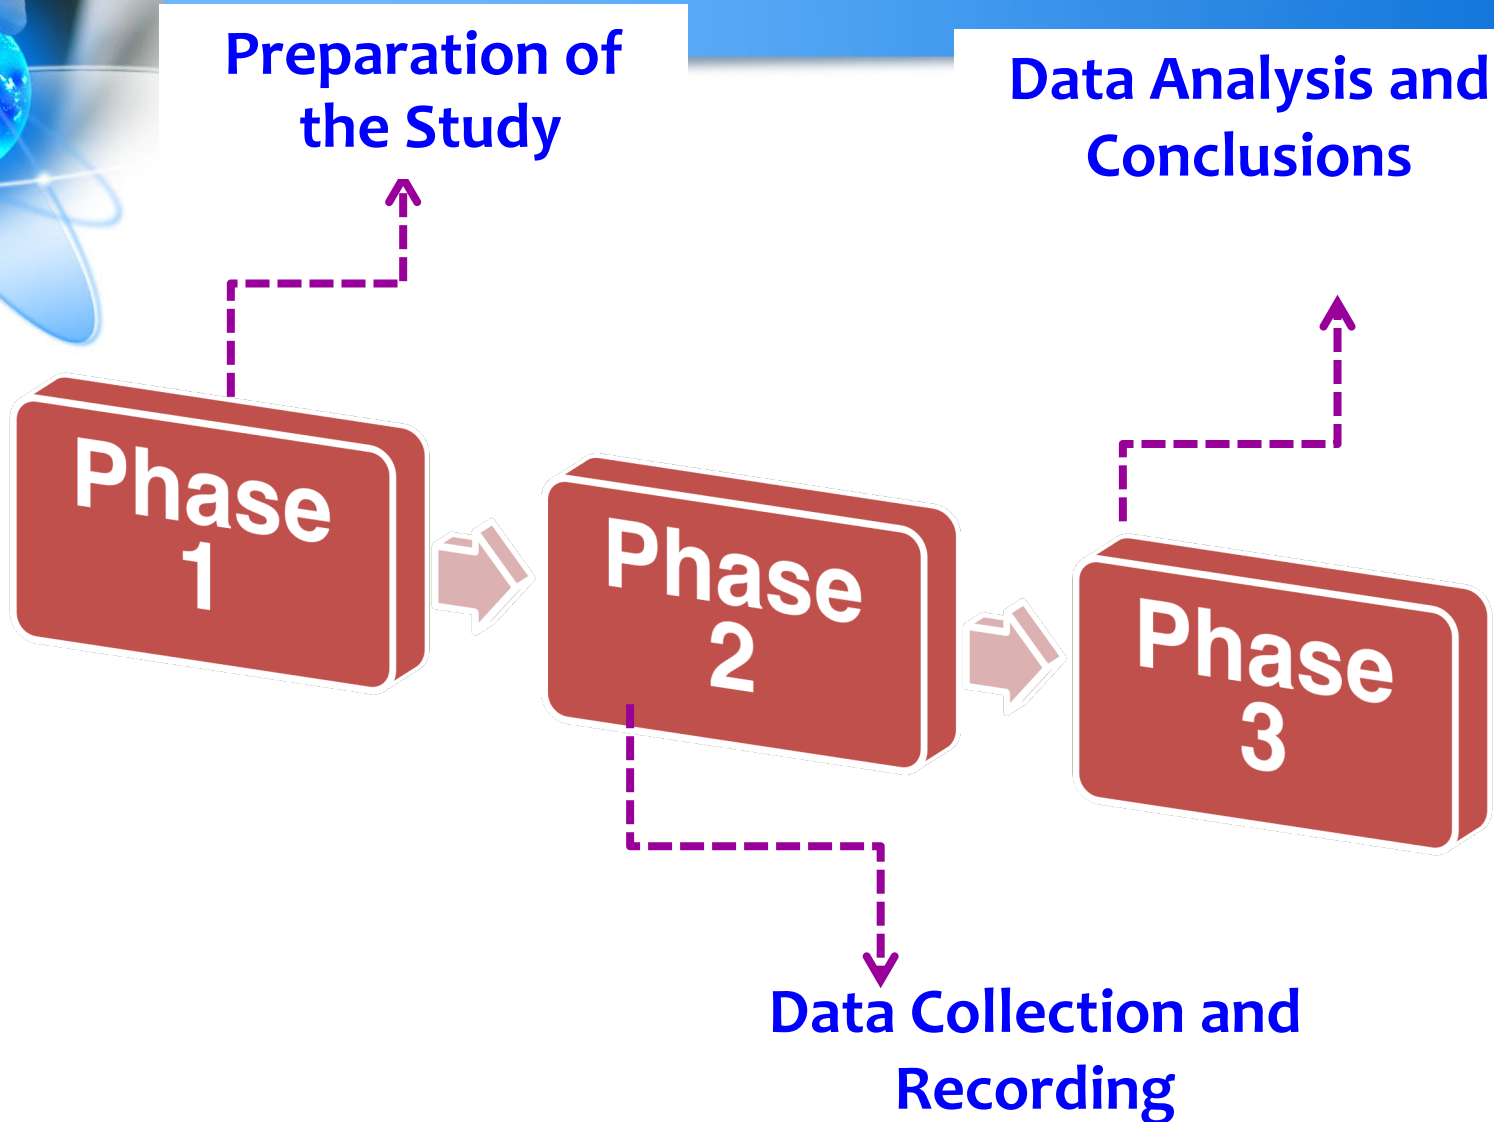 Preparation of
the Study
Data Analysis and
Conclusions
Phase
1
Phase
2
Phase
3
Data Collection and
Recording